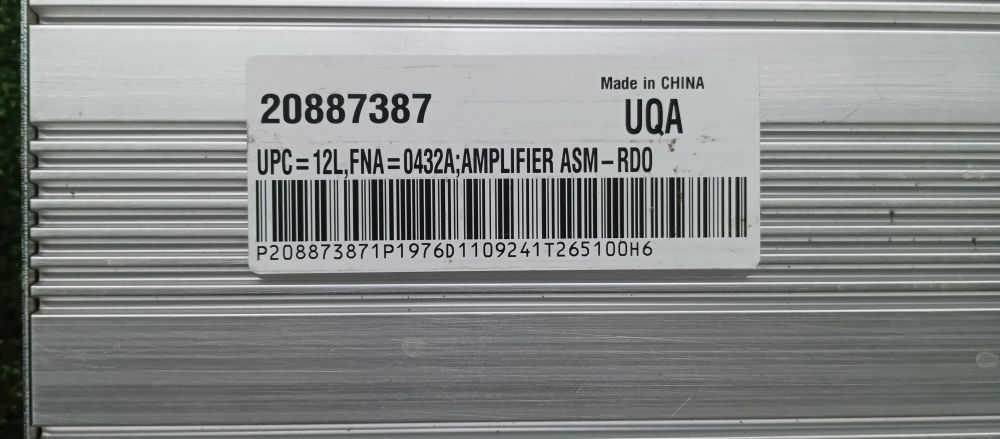 Made in CHINA
20887387
UQA
UPC=12L,FNA=0432A;AMPLIFIER ASM-RDO
P208873871P1976D1109241T265100H6